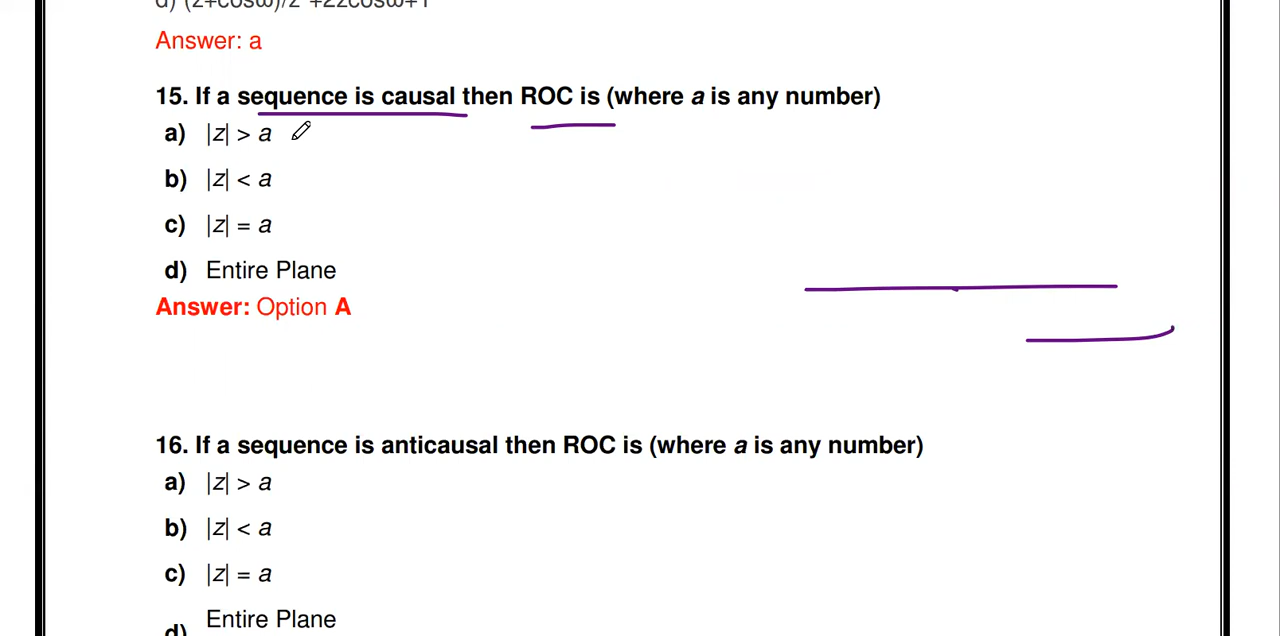 Answer: a
15. If a sequence is causal then ROC is (where a is any number)
a) |z| > a
b) |z| < a
c) |z| = a
d) Entire Plane
Answer: Option A
16. If a sequence is anticausal then ROC is (where a is any number)
a) |z| > a
b) |z| < a
c) |z| = a
Entire Plane
d)